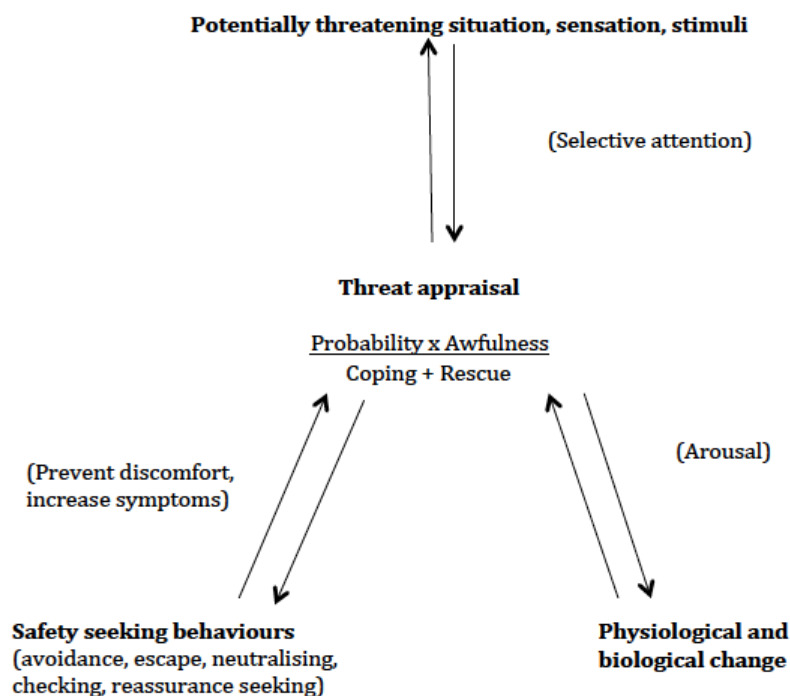 Potentially threatening situation, sensation, stimuli
(Selective attention)
Threat appraisal
Probability x Awfulness
Coping + Rescue
(Prevent discomfort,
increase symptoms)
(Arousal)
Safety seeking behaviours
(avoidance, escape, neutralising,
checking, reassurance seeking)
Physiological and
biological change